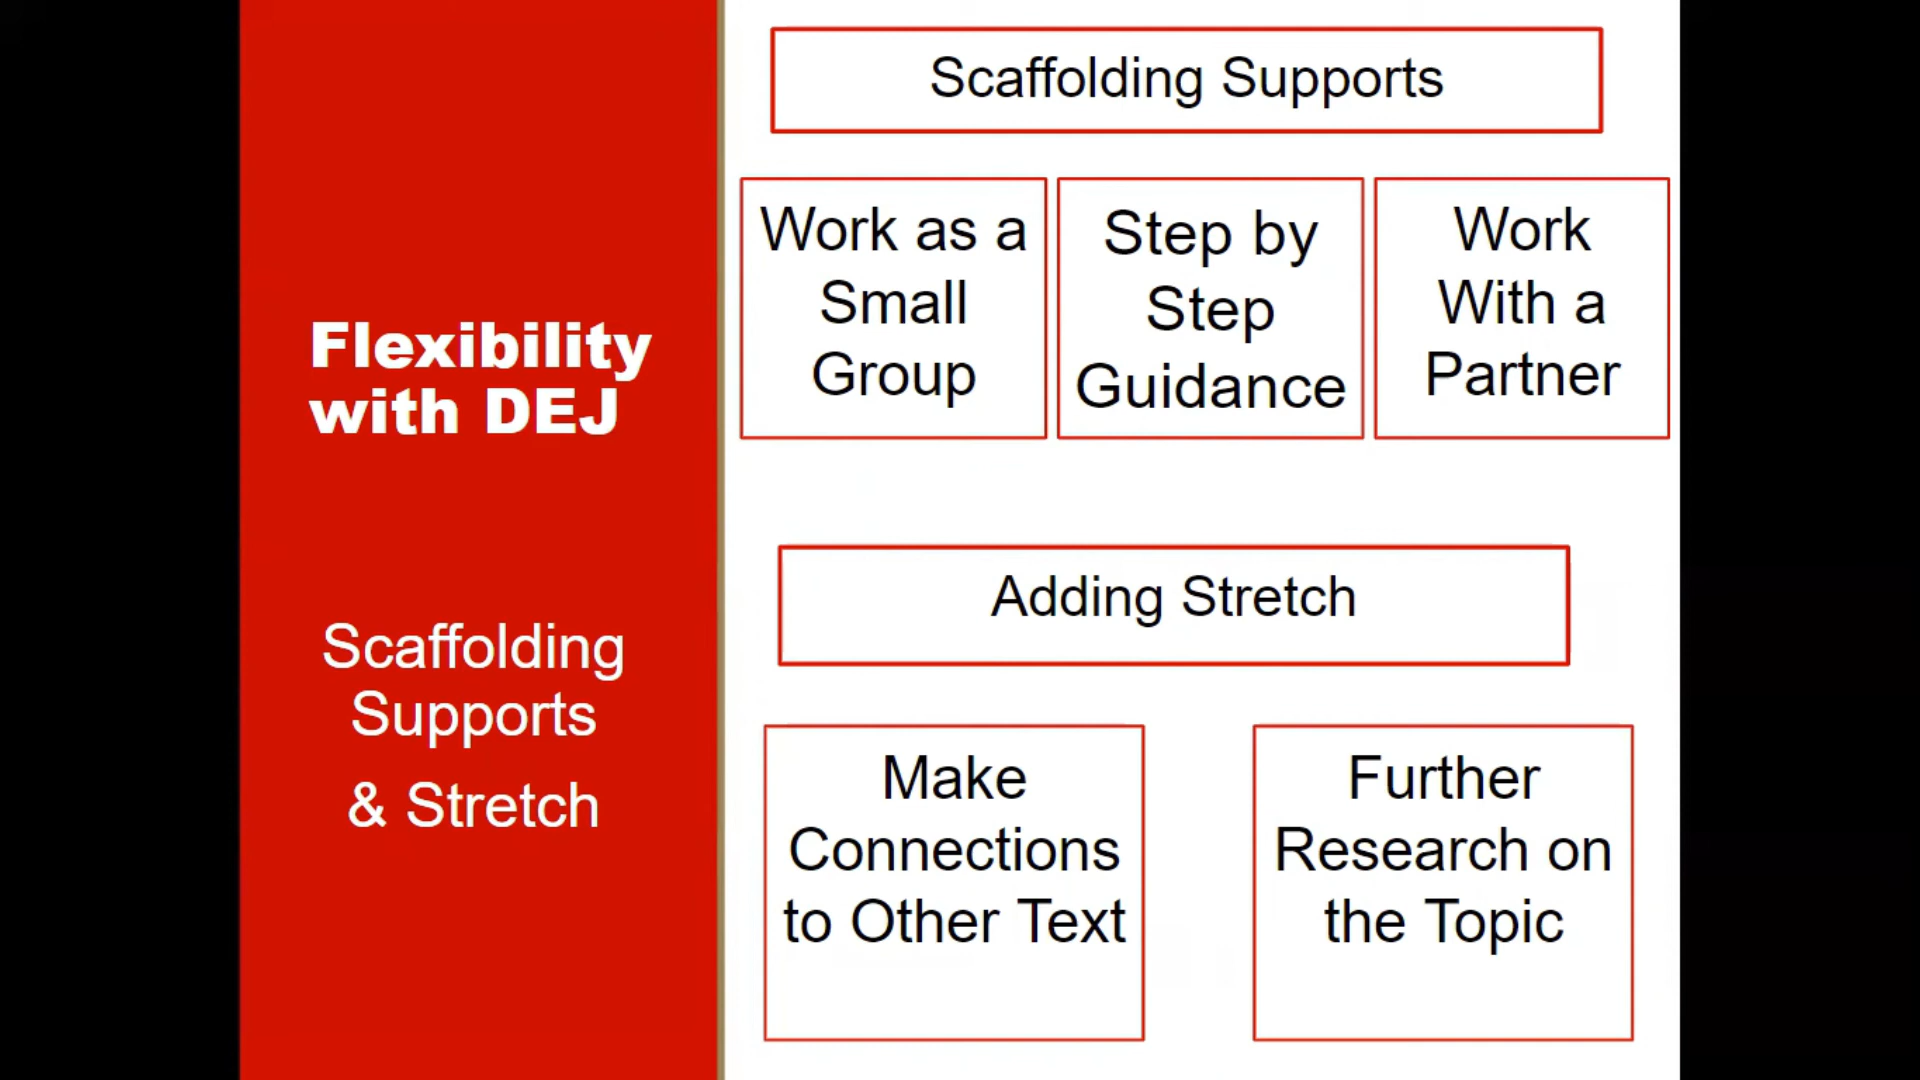 Flexibility
with DEJ
Scaffolding
Supports
& Stretch
Scaffolding Supports
Work as a
Small
Group
Step by
Step
Guidance
Work
With a
Partner
Adding Stretch
Make
Connections
to Other Text
Further
Research on
the Topic